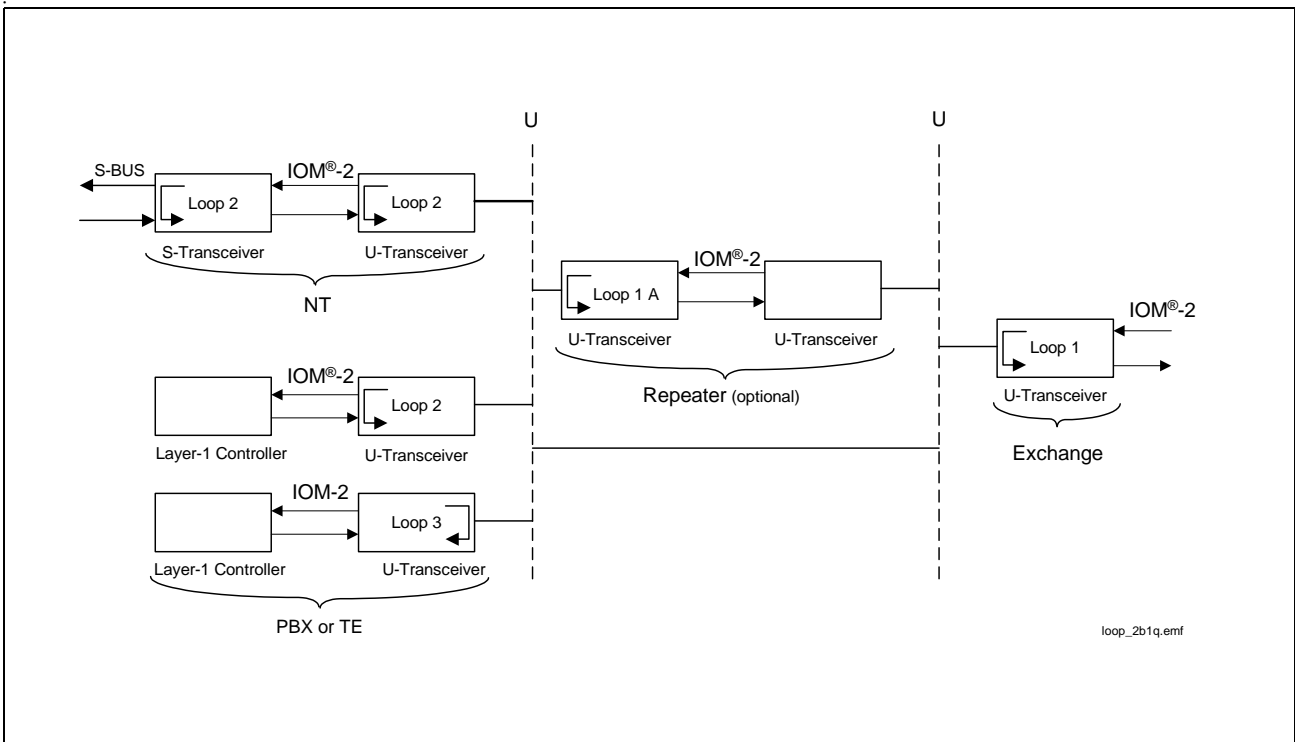 U
U
S-BUS
IOM®-2
Loop 2
Loop 2
S-Transceiver
U-Transceiver
NT
IOM®-2
Loop 1 A
U-Transceiver
U-Transceiver
Repeater (optional)
IOM®-2
Loop 1
U-Transceiver
Exchange
IOM®-2
Loop 2
Layer-1 Controller
U-Transceiver
IOM-2
Loop 3
Layer-1 Controller
U-Transceiver
PBX or TE
loop_2b1q.emf